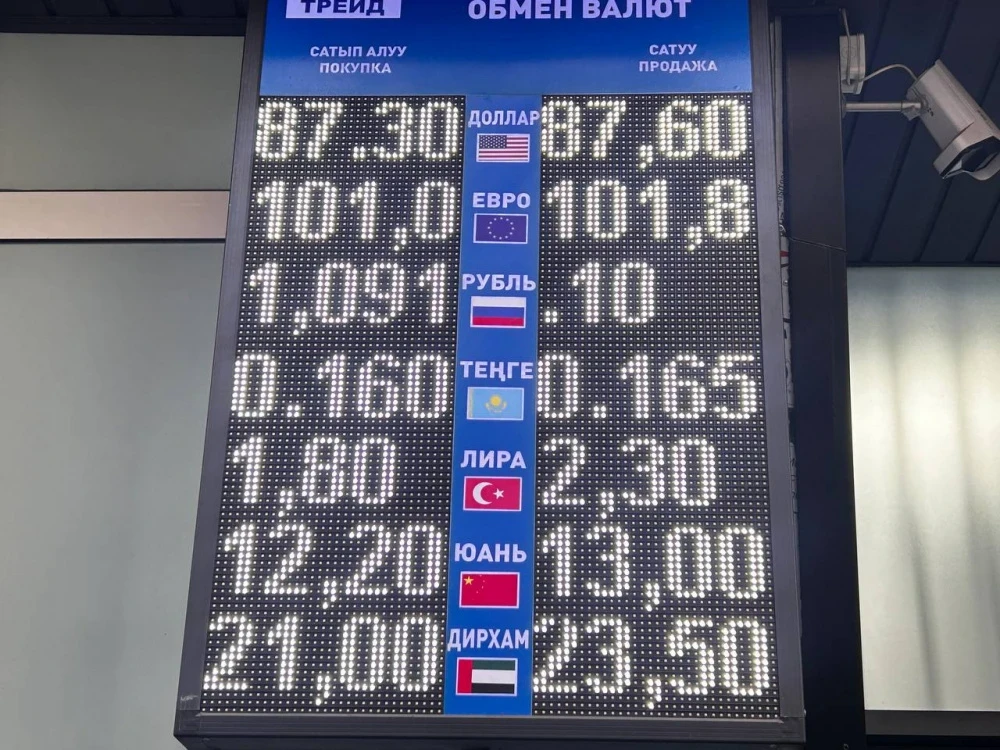 ТРЕЙД
ОБМЕН ВАЛЮТ
САТЫП АЛУУ
ПОКУПКА
САТУУ
ПРОДАЖА
87.30 ДОЛЛАР 87,60
101,0 ЕВРО 101,8
1,091 РУБЛЬ .10
0.160 ТЕҢГЕ 0.165
1,80 ЛИРА 2,30
12,20 ЮАНЬ 13,00
21,00 ДИРХАМ 23,50